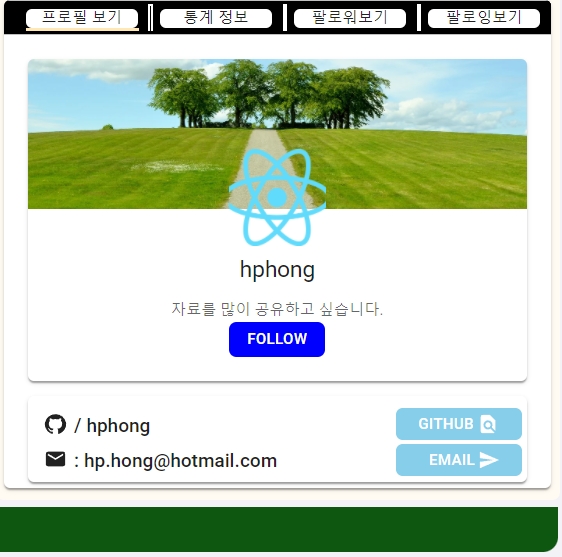 프로필 보기 통계 정보 팔로워보기 팔로잉보기
hphong
자료를 많이 공유하고 싶습니다.
FOLLOW
/ hphong GITHUB
: hp.hong@hotmail.com EMAIL